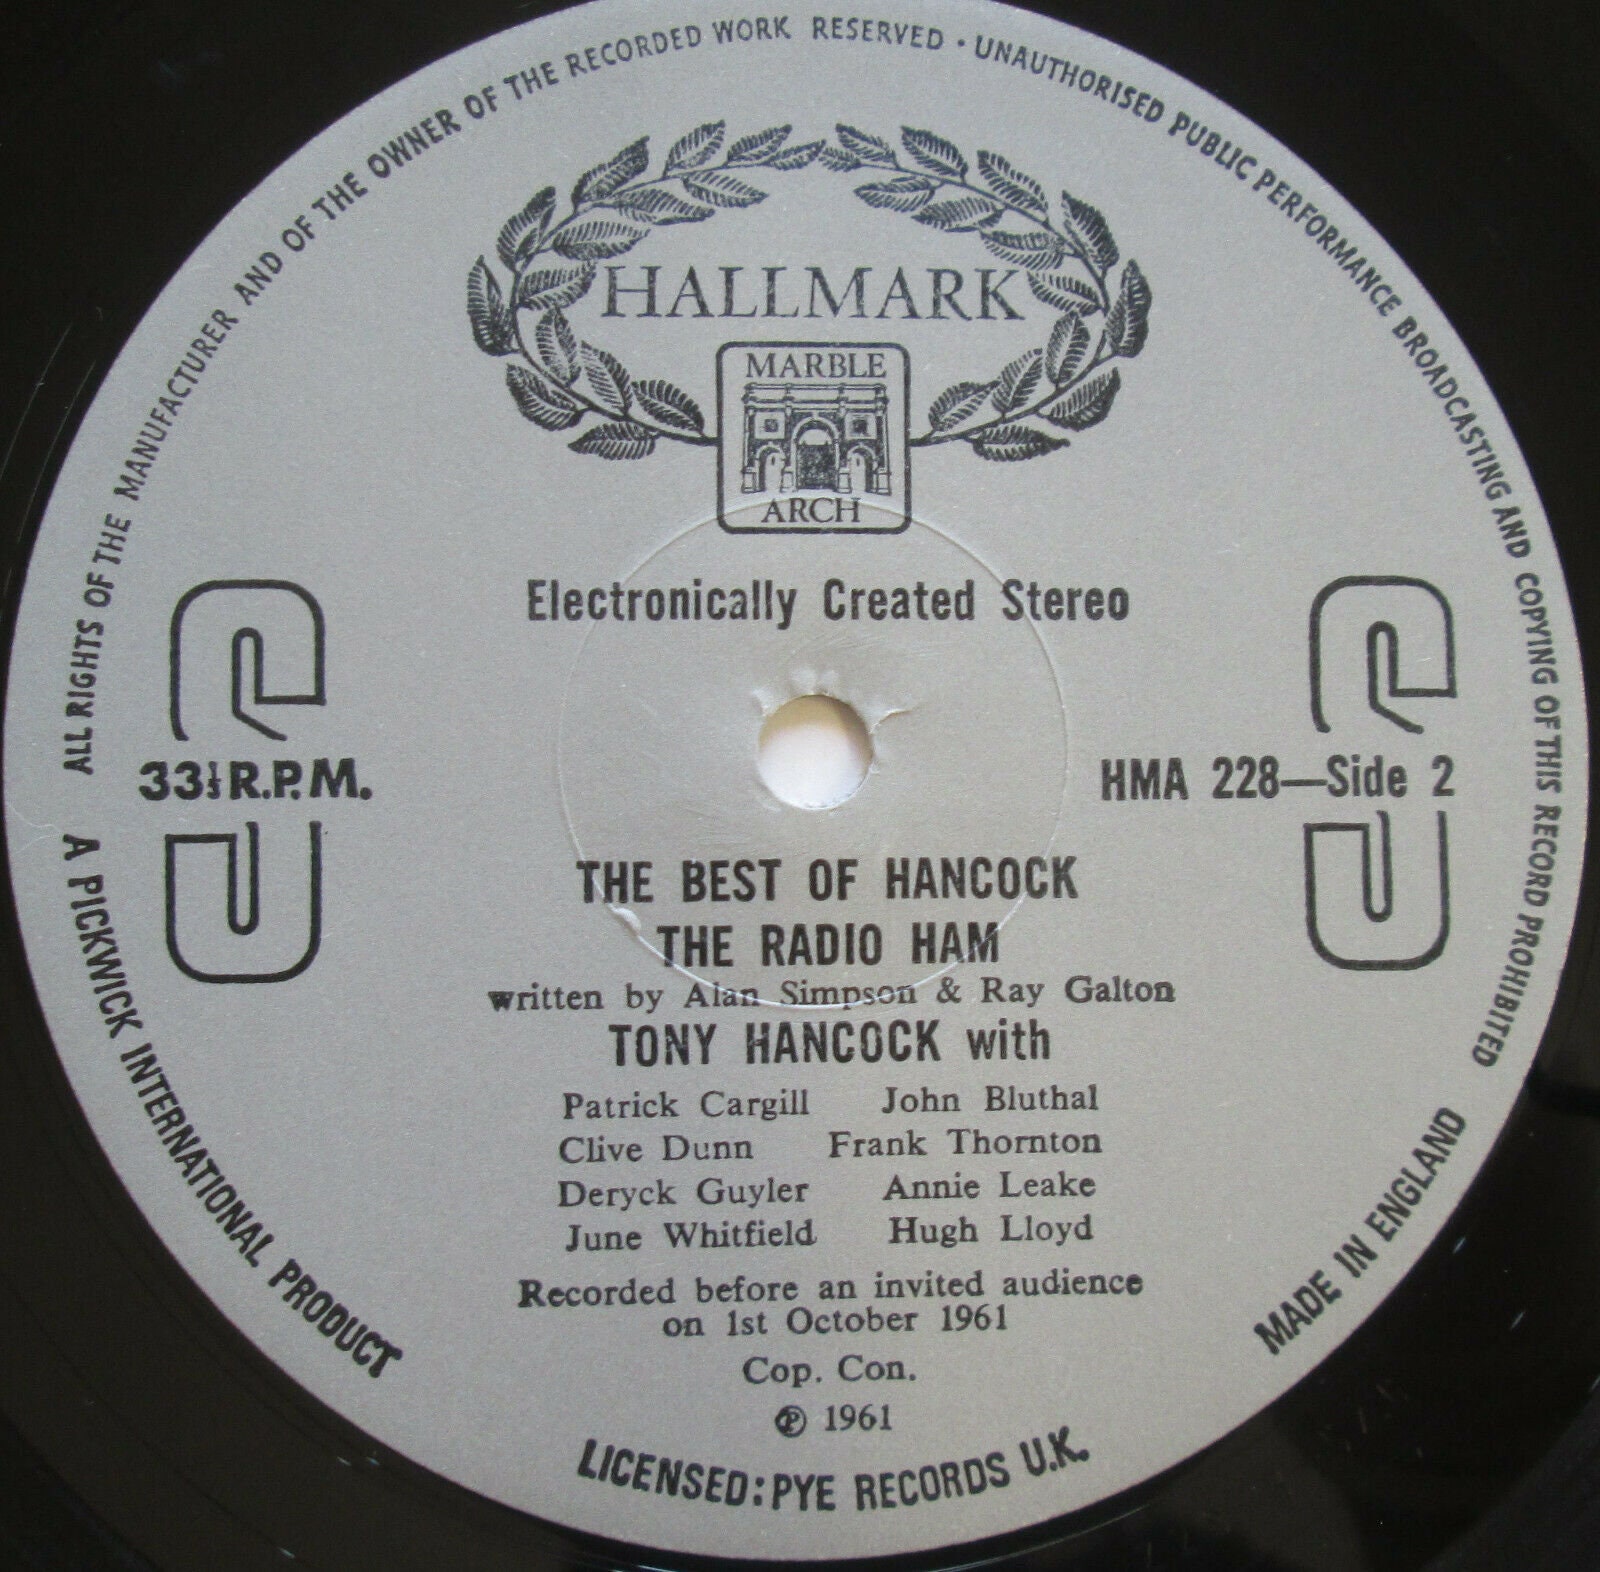 ALL RIGHTS OF THE MANUFACTURER AND OF THE OWNER OF THE RECORDED WORK RESERVED · UNAUTHORISED PUBLIC PERFORMANCE BROADCASTING AND COPYING OF THIS RECORD PROHIBITED
HALLMARK
MARBLE
ARCH
Electronically Created Stereo
33⅓ R.P.M.
HMA 228—Side 2
THE BEST OF HANCOCK
THE RADIO HAM
written by Alan Simpson & Ray Galton
TONY HANCOCK with
Patrick Cargill John Bluthal
Clive Dunn Frank Thornton
Deryck Guyler Annie Leake
June Whitfield Hugh Lloyd
Recorded before an invited audience
on 1st October 1961
Cop. Con.
℗ 1961
LICENSED: PYE RECORDS U.K.
A PICKWICK INTERNATIONAL PRODUCT
MADE IN ENGLAND